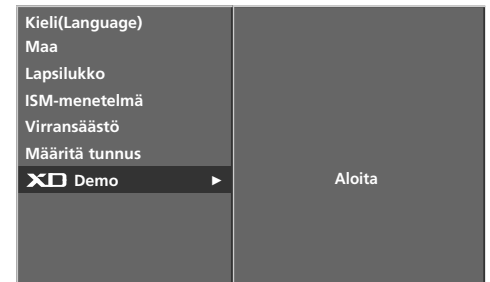 Kieli(Language)
Maa
Lapsilukko
ISM-menetelmä
Virransäästö
Määritä tunnus
XD Demo ►
Aloita